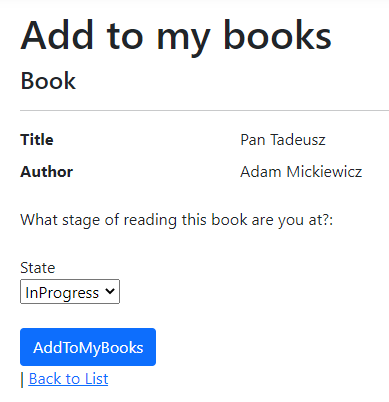 Add to my books
Book
Title Pan Tadeusz
Author Adam Mickiewicz
What stage of reading this book are you at?:
State
InProgress
AddToMyBooks
| Back to List